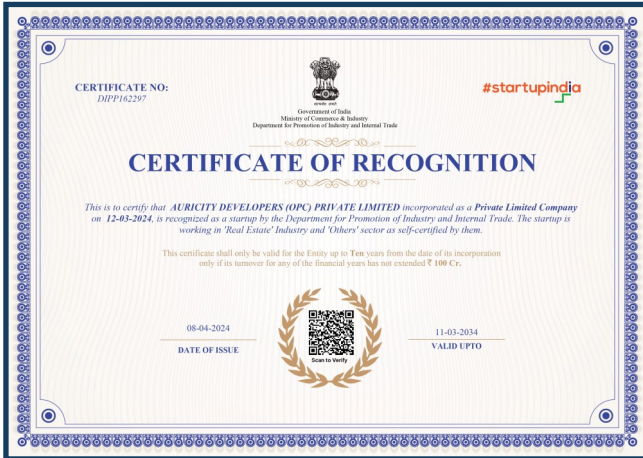 CERTIFICATE NO:
DIPP162297
सत्यमेव जयते
Government of India
Ministry of Commerce & Industry
Department for Promotion of Industry and Internal Trade
#startupindia
CERTIFICATE OF RECOGNITION
This is to certify that AURICITY DEVELOPERS (OPC) PRIVATE LIMITED incorporated as a Private Limited Company
on 12-03-2024, is recognized as a startup by the Department for Promotion of Industry and Internal Trade. The startup is
working in 'Real Estate' Industry and 'Others' sector as self-certified by them.
This certificate shall only be valid for the Entity up to Ten years from the date of its incorporation
only if its turnover for any of the financial years has not extended ₹ 100 Cr.
08-04-2024
DATE OF ISSUE
Scan to Verify
11-03-2034
VALID UPTO